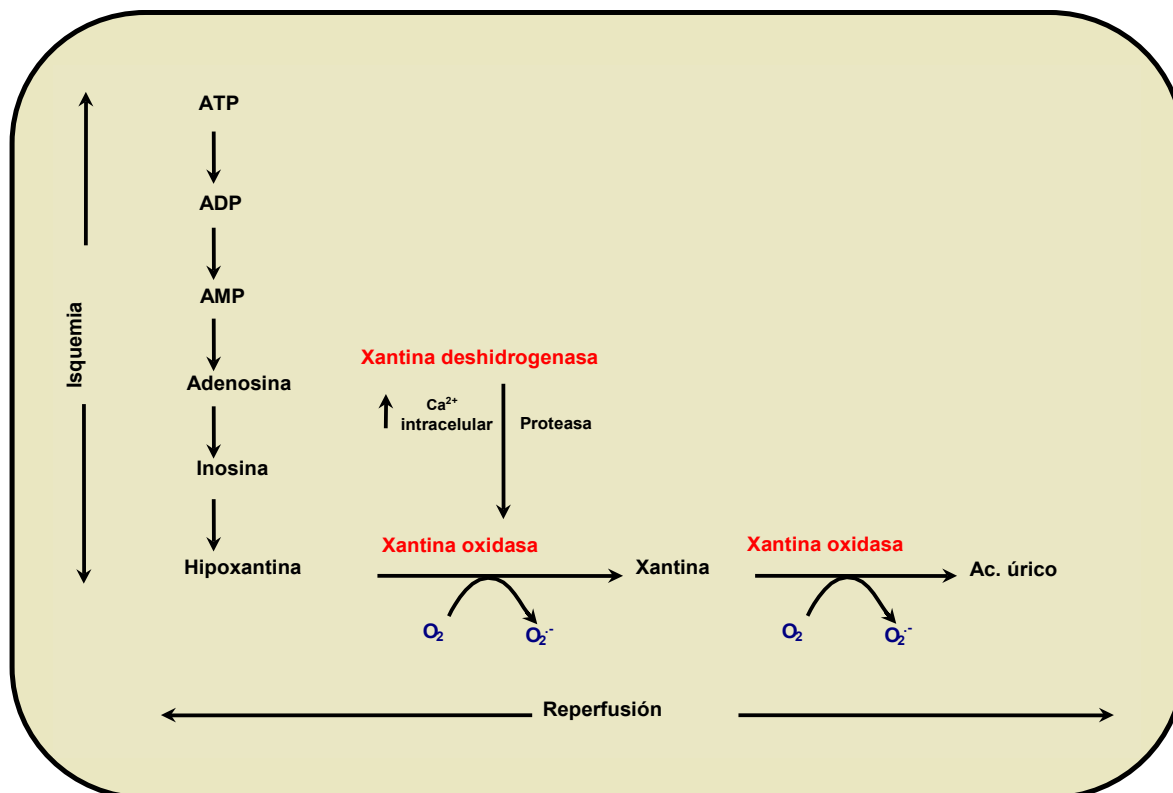 ATP
ADP
AMP
Isquemia
Xantina deshidrogenasa
Adenosina
Ca²⁺
intracelular
Proteasa
Inosina
Xantina oxidasa
Xantina oxidasa
Hipoxantina
Xantina
Ac. úrico
O₂
O₂·⁻
O₂
O₂·⁻
Reperfusión